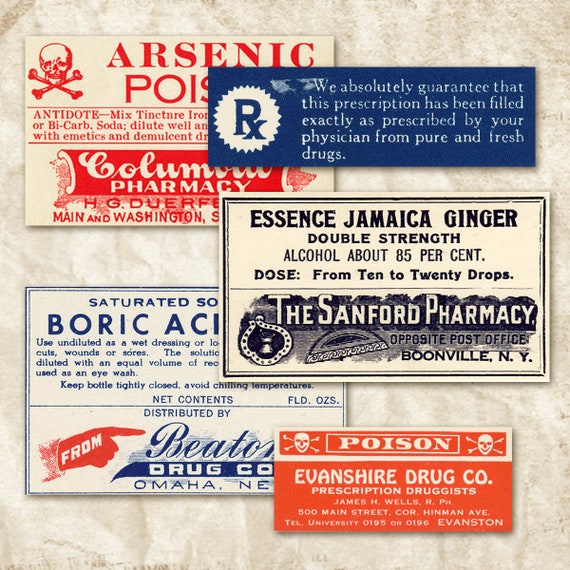 ARSENIC
ANTIDOTE—Mix Tincture Iron
or Bi-Carb. Soda; dilute well an
with emetics and demulcent
PHARMACY
MAIN AND WASHINGTON, S
Rx
We absolutely guarantee that
this prescription has been filled
exactly as prescribed by your
physician from pure and fresh
drugs.
ESSENCE JAMAICA GINGER
DOUBLE STRENGTH
ALCOHOL ABOUT 85 PER CENT.
DOSE: From Ten to Twenty Drops.
THE SANFORD PHARMACY
OPPOSITE POST OFFICE
BOONVILLE, N.Y.
SATURATED SO
BORIC ACI
Use undiluted as a wet dressing or lo
cuts, wounds or sores. The solution
diluted with an equal volume of
used as an eye wash.
Keep bottle tightly closed, avoid chilling temperatures.
NET CONTENTS FLD. OZS.
DISTRIBUTED BY
FROM Beaton
DRUG CO
OMAHA, NE
POISON
EVANSHIRE DRUG CO.
PRESCRIPTION DRUGGISTS
JAMES H. WELLS, R. PH.
500 MAIN STREET, COR. HINMAN AVE.
TEL. UNIVERSITY 0195 OR 0196 EVANSTON